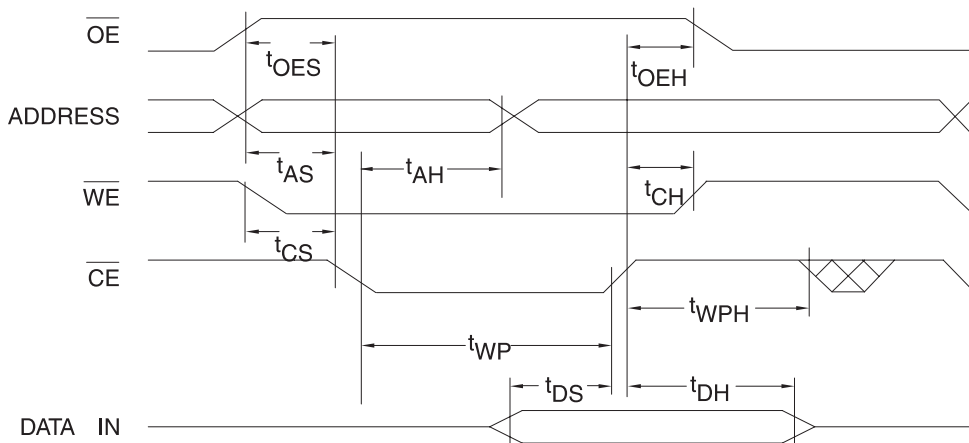 OE
tOES
tOEH
ADDRESS
tAS
tAH
tCH
WE
tCS
CE
tWPH
tWP
tDS
tDH
DATA IN